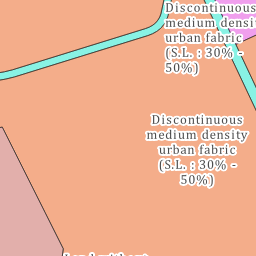 Discontinuous
medium density
urban fabric
(S.L. : 30% -
50%)
Discontinuous
medium density
urban fabric
(S.L. : 30% -
50%)